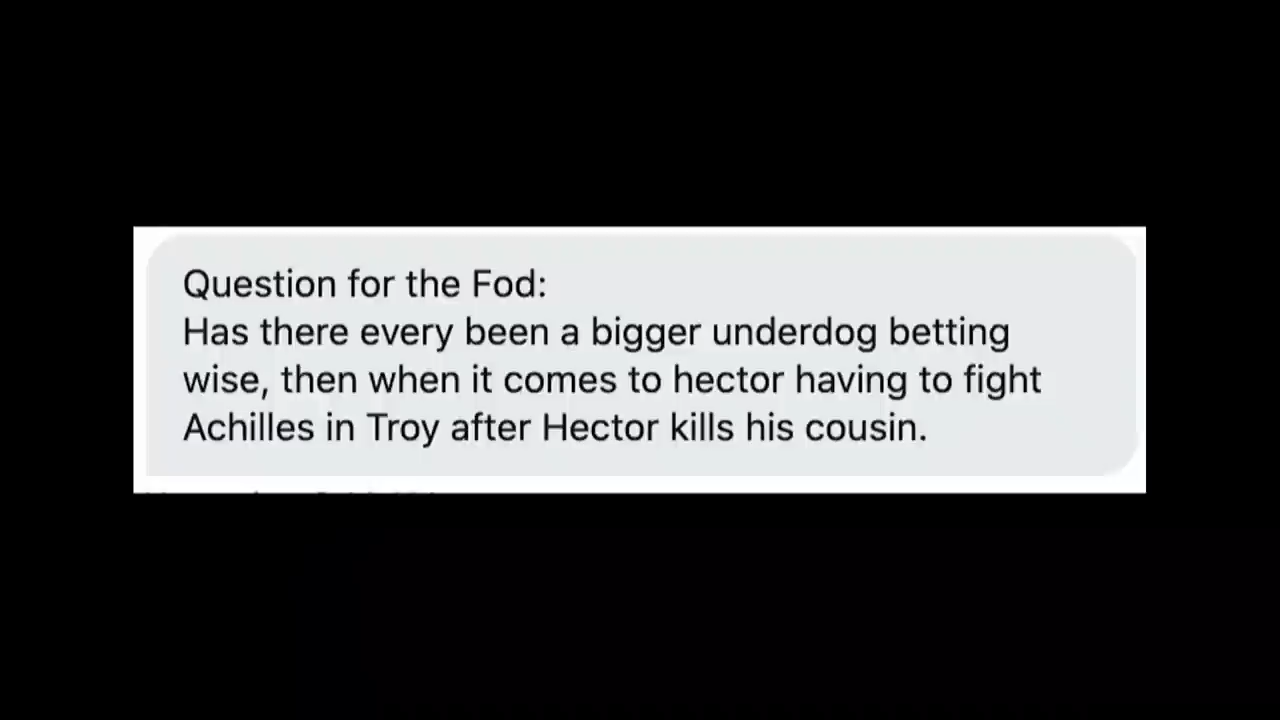 Question for the Fod:
Has there every been a bigger underdog betting
wise, then when it comes to hector having to fight
Achilles in Troy after Hector kills his cousin.